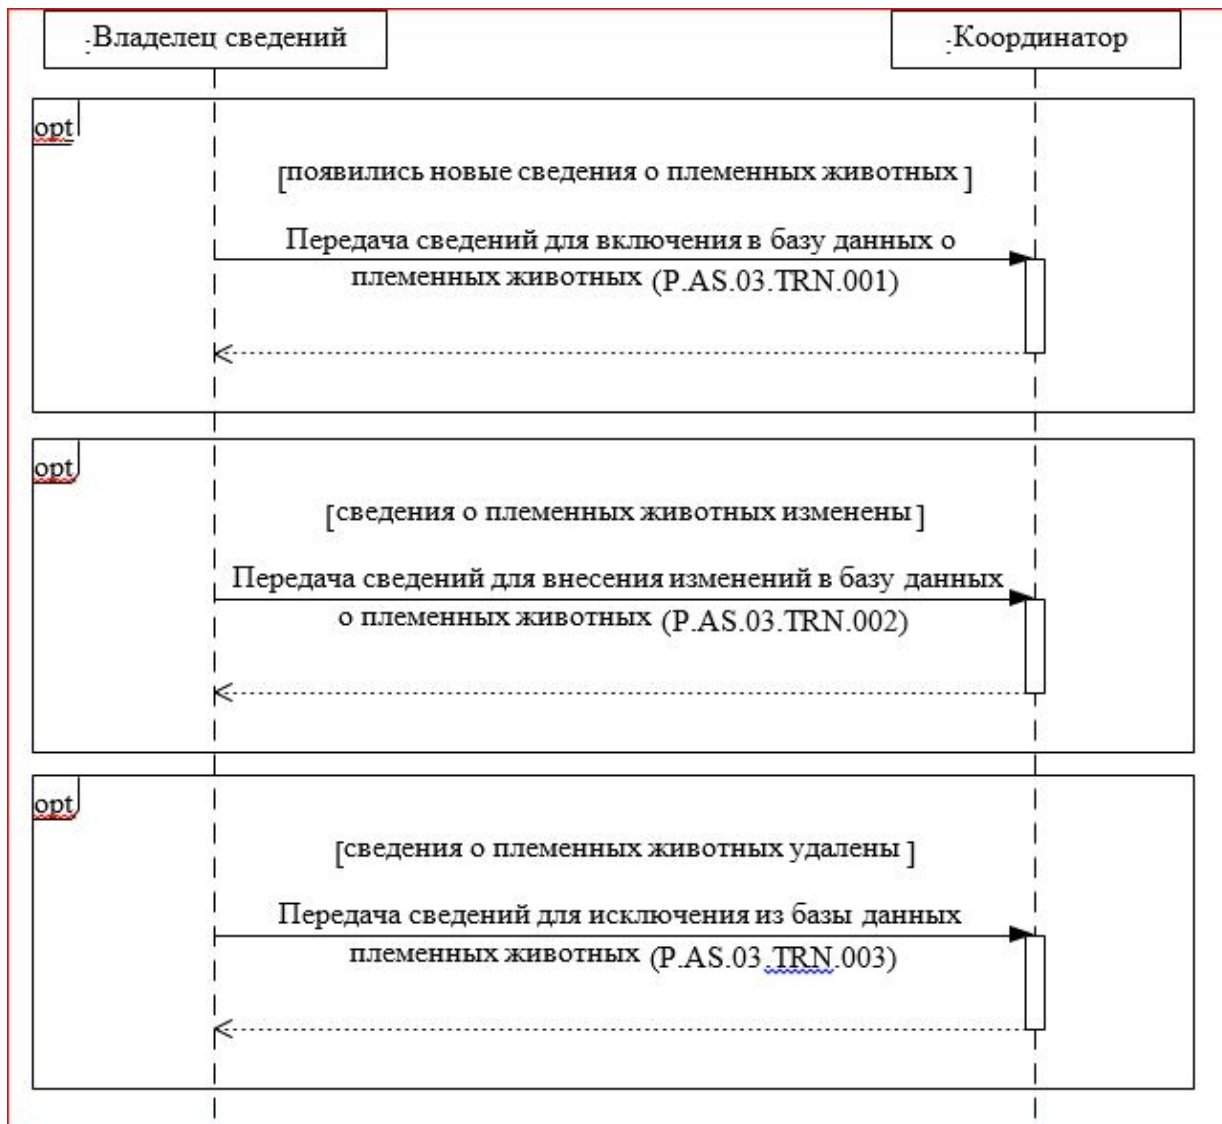 :Владелец сведений
:Координатор
opt
[появились новые сведения о племенных животных ]
Передача сведений для включения в базу данных о
племенных животных (P.AS.03.TRN.001)
opt
[сведения о племенных животных изменены ]
Передача сведений для внесения изменений в базу данных
о племенных животных (P.AS.03.TRN.002)
opt
[сведения о племенных животных удалены ]
Передача сведений для исключения из базы данных
племенных животных (P.AS.03.TRN.003)